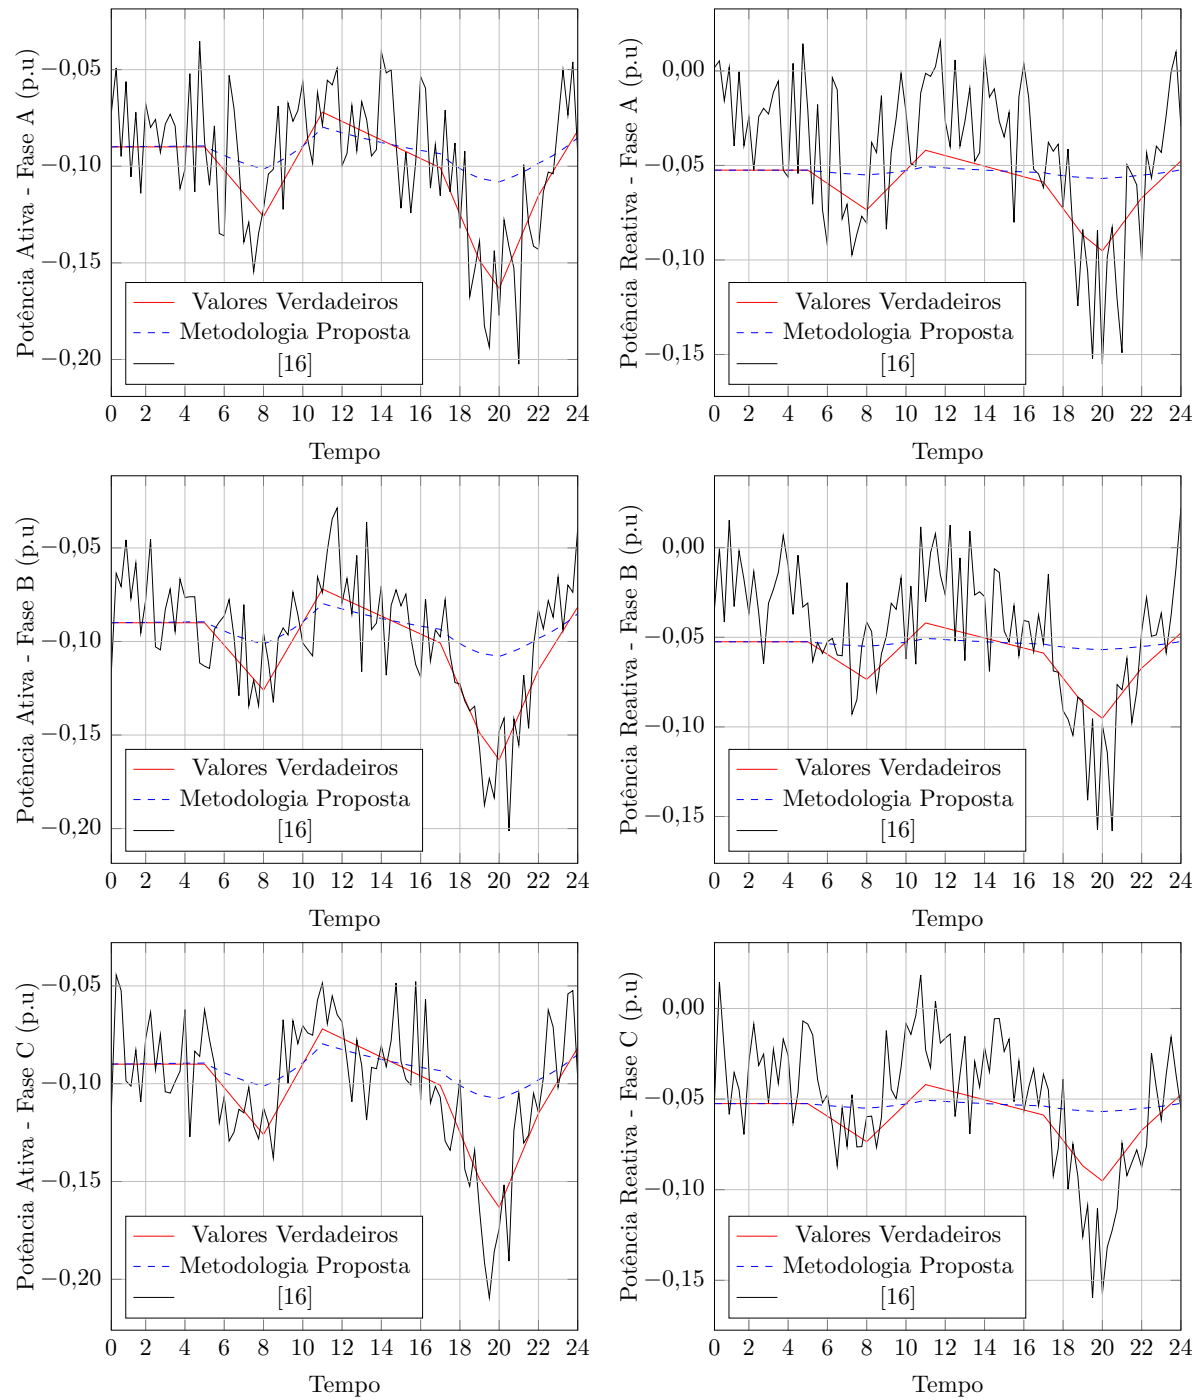 Potência Ativa - Fase A (p.u)
−0,05
−0,10
−0,15
−0,20
Valores Verdadeiros
Metodologia Proposta
[16]
0 2 4 6 8 10 12 14 16 18 20 22 24
Tempo
Potência Reativa - Fase A (p.u)
0,00
−0,05
−0,10
−0,15
Valores Verdadeiros
Metodologia Proposta
[16]
0 2 4 6 8 10 12 14 16 18 20 22 24
Tempo
Potência Ativa - Fase B (p.u)
−0,05
−0,10
−0,15
−0,20
Valores Verdadeiros
Metodologia Proposta
[16]
0 2 4 6 8 10 12 14 16 18 20 22 24
Tempo
Potência Reativa - Fase B (p.u)
0,00
−0,05
−0,10
−0,15
Valores Verdadeiros
Metodologia Proposta
[16]
0 2 4 6 8 10 12 14 16 18 20 22 24
Tempo
Potência Ativa - Fase C (p.u)
−0,05
−0,10
−0,15
−0,20
Valores Verdadeiros
Metodologia Proposta
[16]
0 2 4 6 8 10 12 14 16 18 20 22 24
Tempo
Potência Reativa - Fase C (p.u)
0,00
−0,05
−0,10
−0,15
Valores Verdadeiros
Metodologia Proposta
[16]
0 2 4 6 8 10 12 14 16 18 20 22 24
Tempo